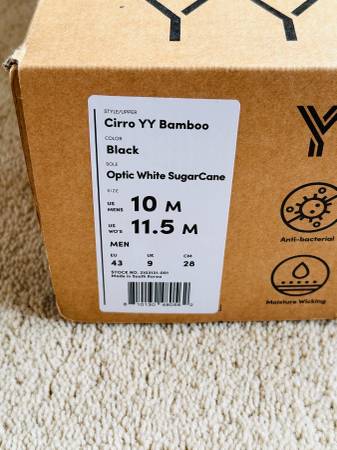 STYLE/UPPER
Cirro YY Bamboo
COLOR
Black
SOLE
Optic White SugarCane
SIZE
US MENS 10 M
US WO'S 11.5 M
MEN
EU UK CM
43 9 28
Made in South Korea
Anti-bacterial
Moisture Wicking